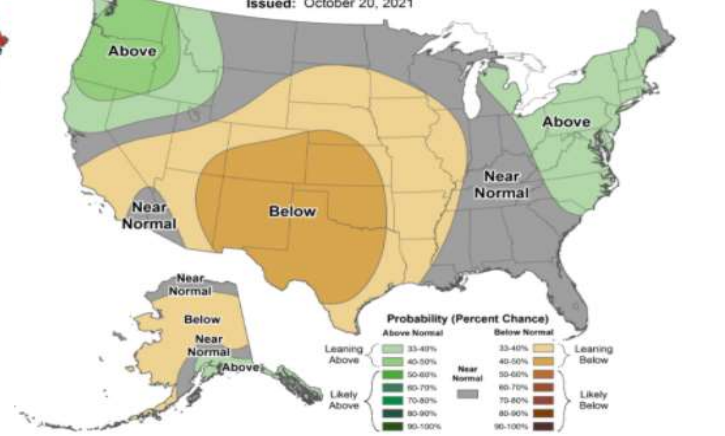 Issued: October 20, 2021
Above
Above
Near
Normal
Near
Normal
Below
Near
Normal
Below
Near
Normal
Above
Probability (Percent Chance)
Above Normal
Below Normal
Leaning
Above
33-40%
40-50%
Likely
Above
50-60%
60-70%
70-80%
80-90%
90-100%
Near
Normal
33-40%
40-50%
Leaning
Below
50-60%
60-70%
70-80%
80-90%
90-100%
Likely
Below